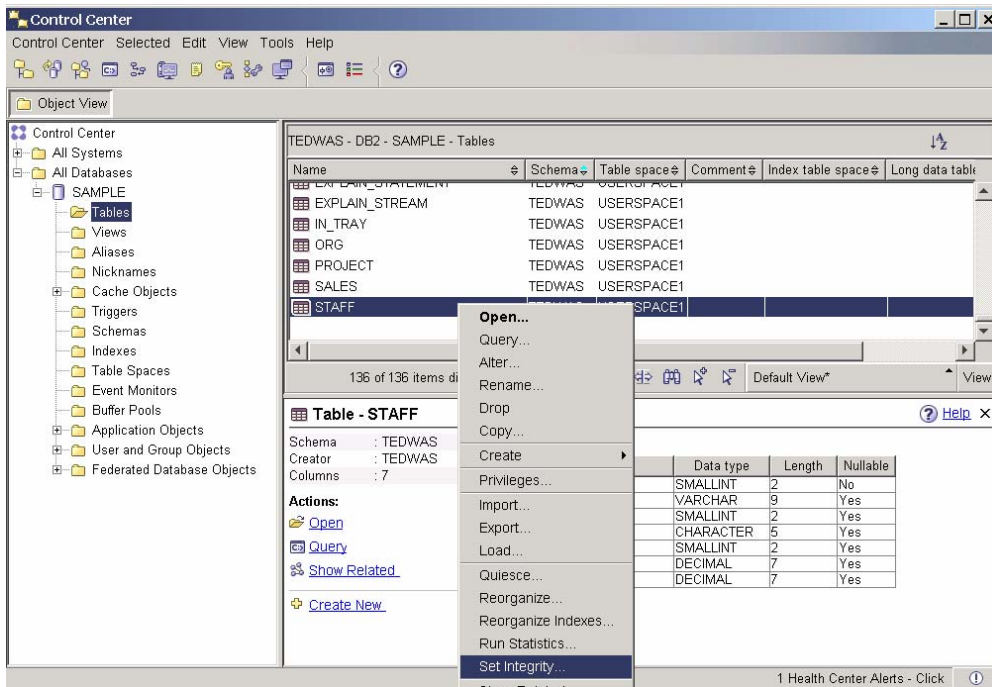 Control Center
Control Center Selected Edit View Tools Help
Object View
Control Center
All Systems
All Databases
SAMPLE
Tables
Views
Aliases
Nicknames
Cache Objects
Triggers
Schemas
Indexes
Table Spaces
Event Monitors
Buffer Pools
Application Objects
User and Group Objects
Federated Database Objects
TEDWAS - DB2 - SAMPLE - Tables
Name Schema Table space Comment Index table space Long data table
EXPLAIN_STATEMENT TEDWAS USERSPACE1
EXPLAIN_STREAM TEDWAS USERSPACE1
IN_TRAY TEDWAS USERSPACE1
ORG TEDWAS USERSPACE1
PROJECT TEDWAS USERSPACE1
SALES TEDWAS USERSPACE1
STAFF
136 of 136 items di
Default View*
View
Open...
Query...
Alter...
Rename...
Drop
Copy...
Create
Privileges...
Import...
Export...
Load...
Quiesce...
Reorganize...
Reorganize Indexes...
Run Statistics...
Set Integrity...
Table - STAFF
Help
Schema : TEDWAS
Creator : TEDWAS
Columns : 7
Actions:
Open
Query
Show Related
Create New
Data type Length Nullable
SMALLINT 2 No
VARCHAR 9 Yes
SMALLINT 2 Yes
CHARACTER 5 Yes
SMALLINT 2 Yes
DECIMAL 7 Yes
DECIMAL 7 Yes
1 Health Center Alerts - Click